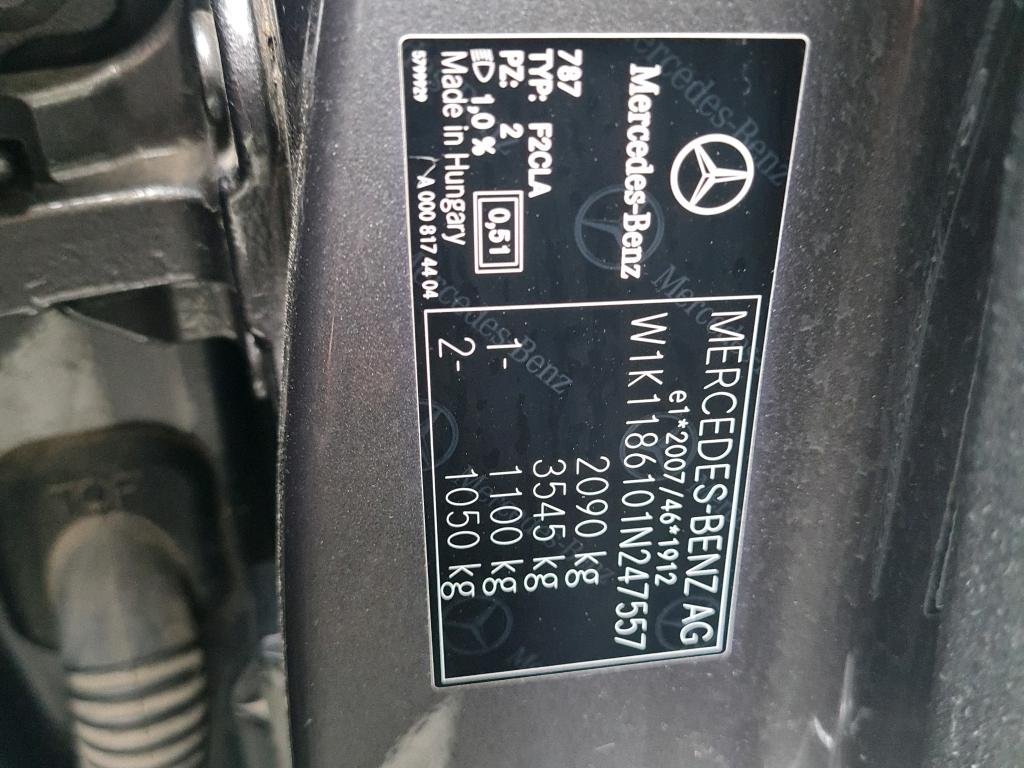 Mercedes-Benz
787
TYP: F2CLA
PZ: 2
1,0 %
0,51
Made in Hungary
A 000 817 44 04
MERCEDES-BENZ AG
e1*2007/46*1912
W1K1186101N247557
2090 kg
3545 kg
1- 1100 kg
2- 1050 kg
TOP